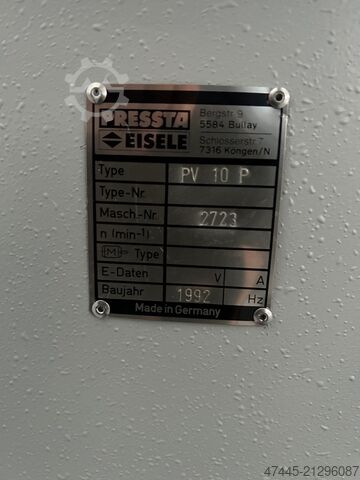 PRESSTA
EISELE
Bergstr. 9
5584 Bullay
Schlosserstr. 7
7316 Köngen/N
Type PV 10 P
Type-Nr.
Masch.-Nr. 2723
n (min-1)
M Type
E-Daten V A
Baujahr 1992 Hz
Made in Germany
47445-21296087